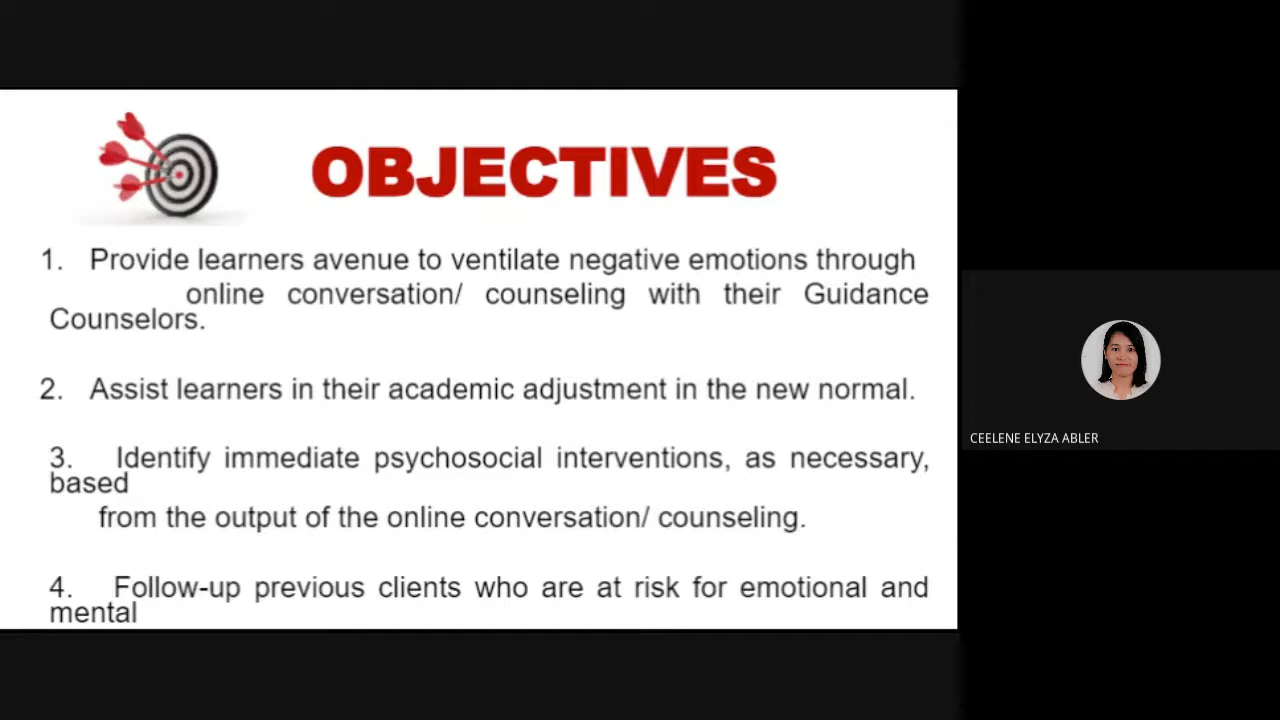 OBJECTIVES
1. Provide learners avenue to ventilate negative emotions through
online conversation/ counseling with their Guidance
Counselors.
2. Assist learners in their academic adjustment in the new normal.
3. Identify immediate psychosocial interventions, as necessary,
based
from the output of the online conversation/ counseling.
4. Follow-up previous clients who are at risk for emotional and
mental
CEELENE ELYZA ABLER